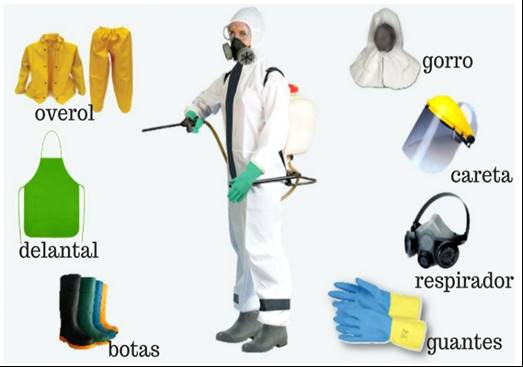 overol
delantal
botas
gorro
careta
respirador
guantes